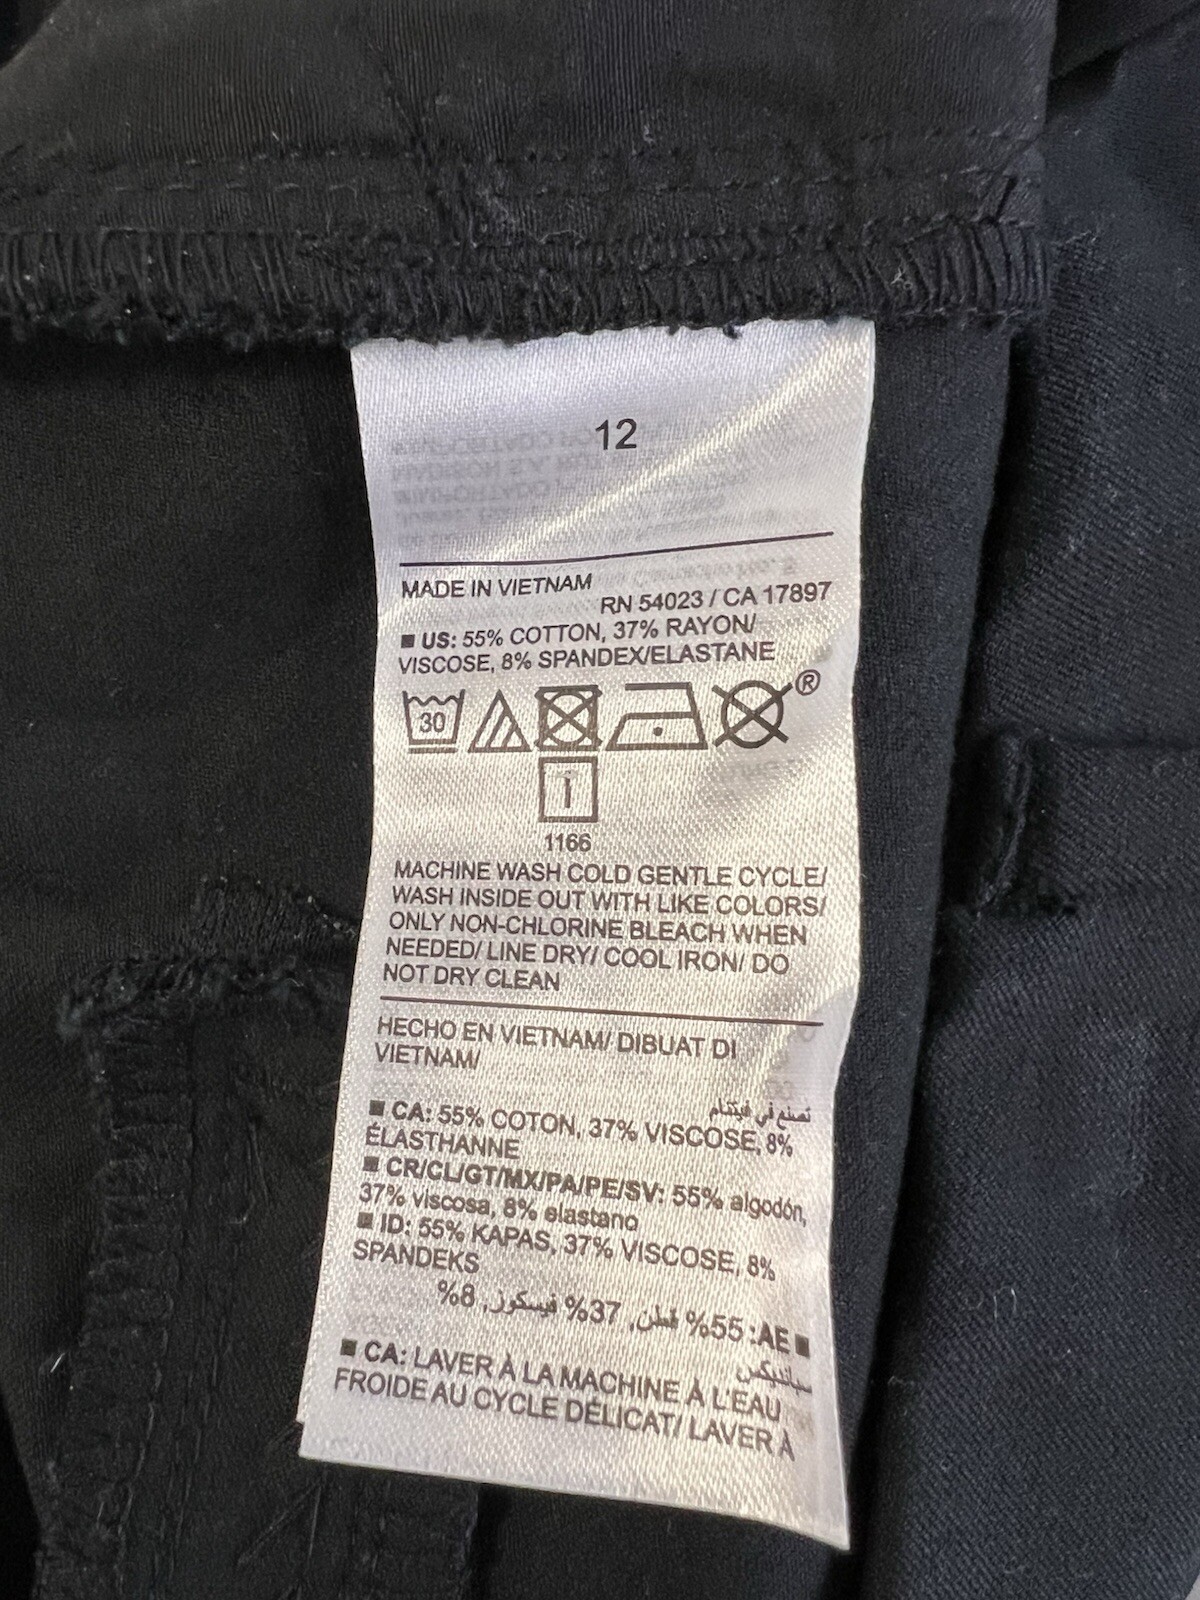 12
MADE IN VIETNAM
RN 54023 / CA 17897
■ US: 55% COTTON, 37% RAYON/
VISCOSE, 8% SPANDEX/ELASTANE
30
®
1166
MACHINE WASH COLD GENTLE CYCLE/
WASH INSIDE OUT WITH LIKE COLORS/
ONLY NON-CHLORINE BLEACH WHEN
NEEDED/ LINE DRY/ COOL IRON/ DO
NOT DRY CLEAN
HECHO EN VIETNAM/ DIBUAT DI
VIETNAM/
تصنع في فيتنام
■ CA: 55% COTON, 37% VISCOSE, 8%
ÉLASTHANNE
■ CR/CL/GT/MX/PA/PE/SV: 55% algodón,
37% viscosa, 8% elastano
■ ID: 55% KAPAS, 37% VISCOSE, 8%
SPANDEKS
■ AE: 55% قطن, 37% فيسكوز, 8%
سباندیکس
■ CA: LAVER À LA MACHINE À L'EAU
FROIDE AU CYCLE DÉLICAT/ LAVER À